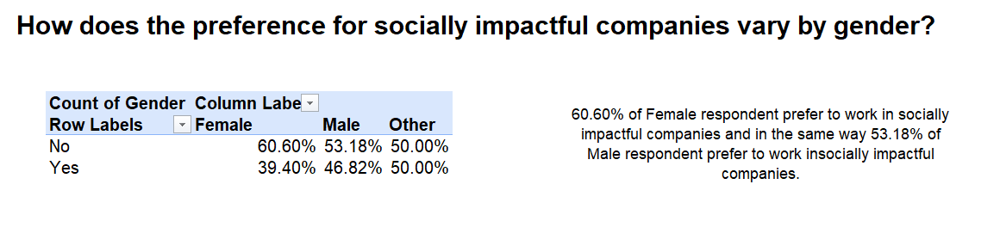 How does the preference for socially impactful companies vary by gender?
Count of Gender Column Labe
Row Labels Female Male Other
No 60.60% 53.18% 50.00%
Yes 39.40% 46.82% 50.00%
60.60% of Female respondent prefer to work in socially
impactful companies and in the same way 53.18% of
Male respondent prefer to work insocially impactful
companies.